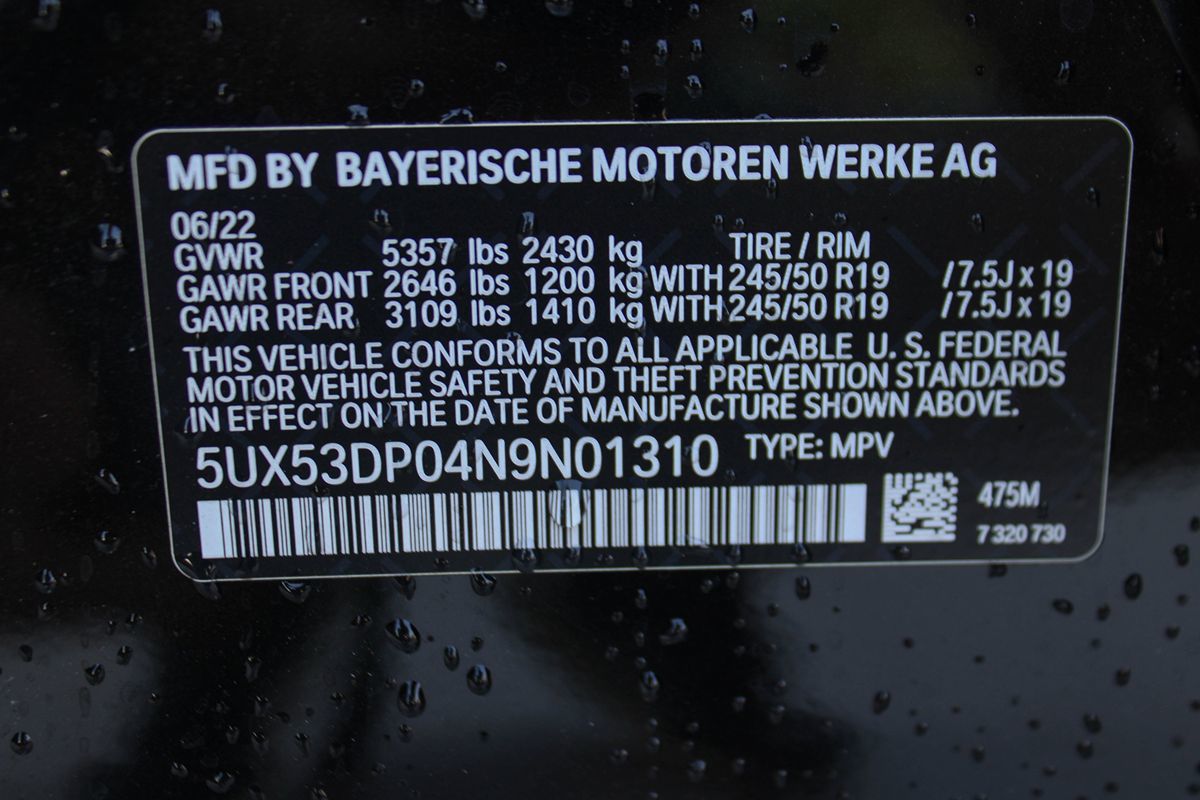 MFD BY BAYERISCHE MOTOREN WERKE AG
06/22
GVWR 5357 lbs 2430 kg TIRE / RIM
GAWR FRONT 2646 lbs 1200 kg WITH 245/50 R19 /7.5J x 19
GAWR REAR 3109 lbs 1410 kg WITH 245/50 R19 /7.5J x 19
THIS VEHICLE CONFORMS TO ALL APPLICABLE U. S. FEDERAL
MOTOR VEHICLE SAFETY AND THEFT PREVENTION STANDARDS
IN EFFECT ON THE DATE OF MANUFACTURE SHOWN ABOVE.
5UX53DP04N9N01310 TYPE: MPV
475M
7 320 730